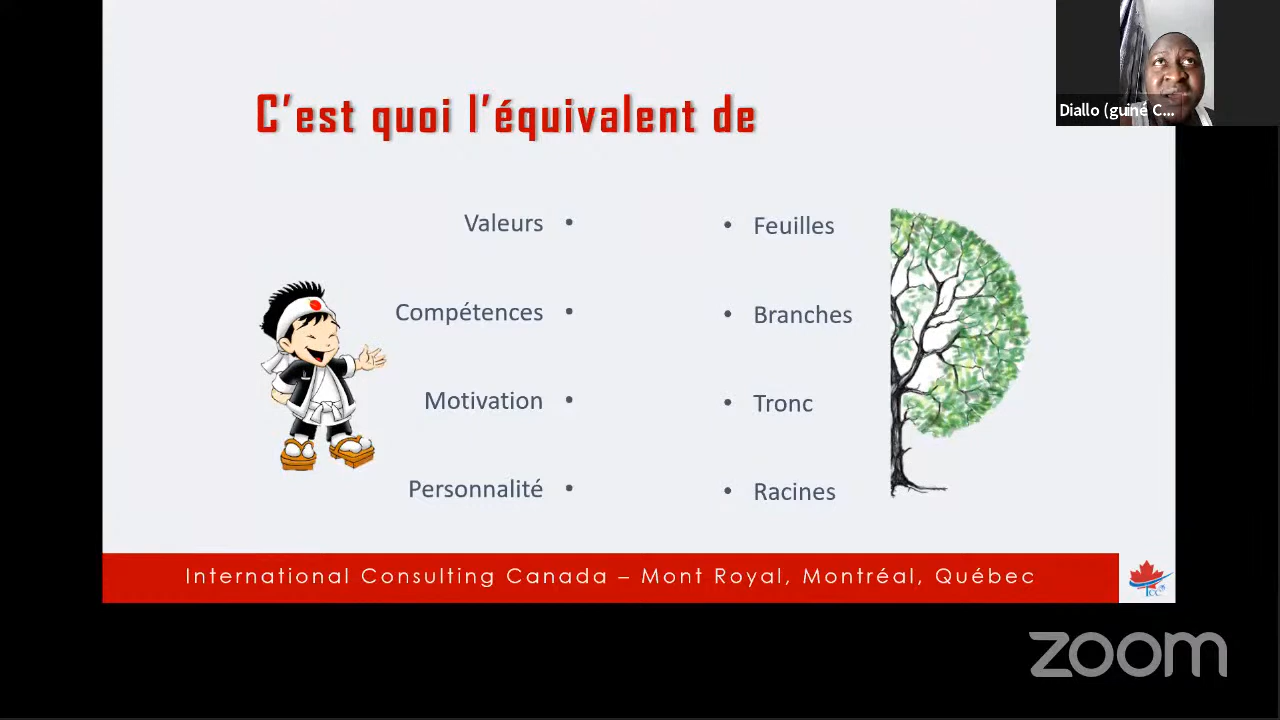 C'est quoi l'équivalent de
Diallo (guiné C...
Valeurs • • Feuilles
Compétences • • Branches
Motivation • • Tronc
Personnalité • • Racines
International Consulting Canada – Mont Royal, Montréal, Québec
zoom